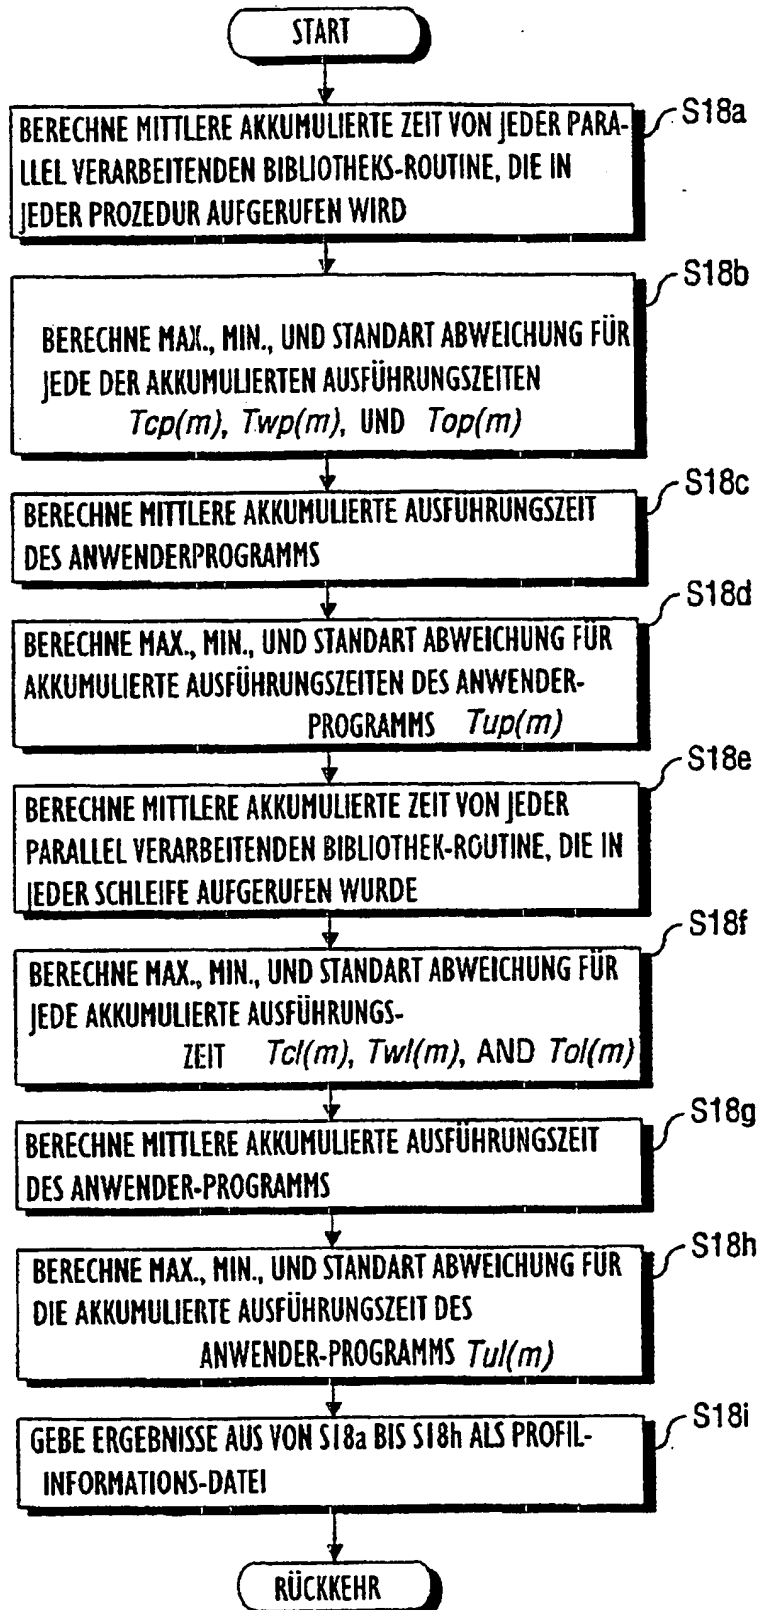 START
S18a
BERECHNE MITTLERE AKKUMULIERTE ZEIT VON JEDER PARA-
LLEL VERARBEITENDEN BIBLIOTHEKS-ROUTINE, DIE IN
JEDER PROZEDUR AUFGERUFEN WIRD
S18b
BERECHNE MAX., MIN., UND STANDART ABWEICHUNG FÜR
JEDE DER AKKUMULIERTEN AUSFÜHRUNGSZEITEN
Tcp(m), Twp(m), UND Top(m)
S18c
BERECHNE MITTLERE AKKUMULIERTE AUSFÜHRUNGSZEIT
DES ANWENDERPROGRAMMS
S18d
BERECHNE MAX., MIN., UND STANDART ABWEICHUNG FÜR
AKKUMULIERTE AUSFÜHRUNGSZEITEN DES ANWENDER-
PROGRAMMS Tup(m)
S18e
BERECHNE MITTLERE AKKUMULIERTE ZEIT VON JEDER
PARALLEL VERARBEITENDEN BIBLIOTHEK-ROUTINE, DIE IN
JEDER SCHLEIFE AUFGERUFEN WURDE
S18f
BERECHNE MAX., MIN., UND STANDART ABWEICHUNG FÜR
JEDE AKKUMULIERTE AUSFÜHRUNGS-
ZEIT Tcl(m), Twl(m), AND Tol(m)
S18g
BERECHNE MITTLERE AKKUMULIERTE AUSFÜHRUNGSZEIT
DES ANWENDER-PROGRAMMS
S18h
BERECHNE MAX., MIN., UND STANDART ABWEICHUNG FÜR
DIE AKKUMULIERTE AUSFÜHRUNGSZEIT DES
ANWENDER-PROGRAMMS Tul(m)
S18i
GEBE ERGEBNISSE AUS VON S18a BIS S18h ALS PROFIL-
INFORMATIONS-DATEI
RÜCKKEHR